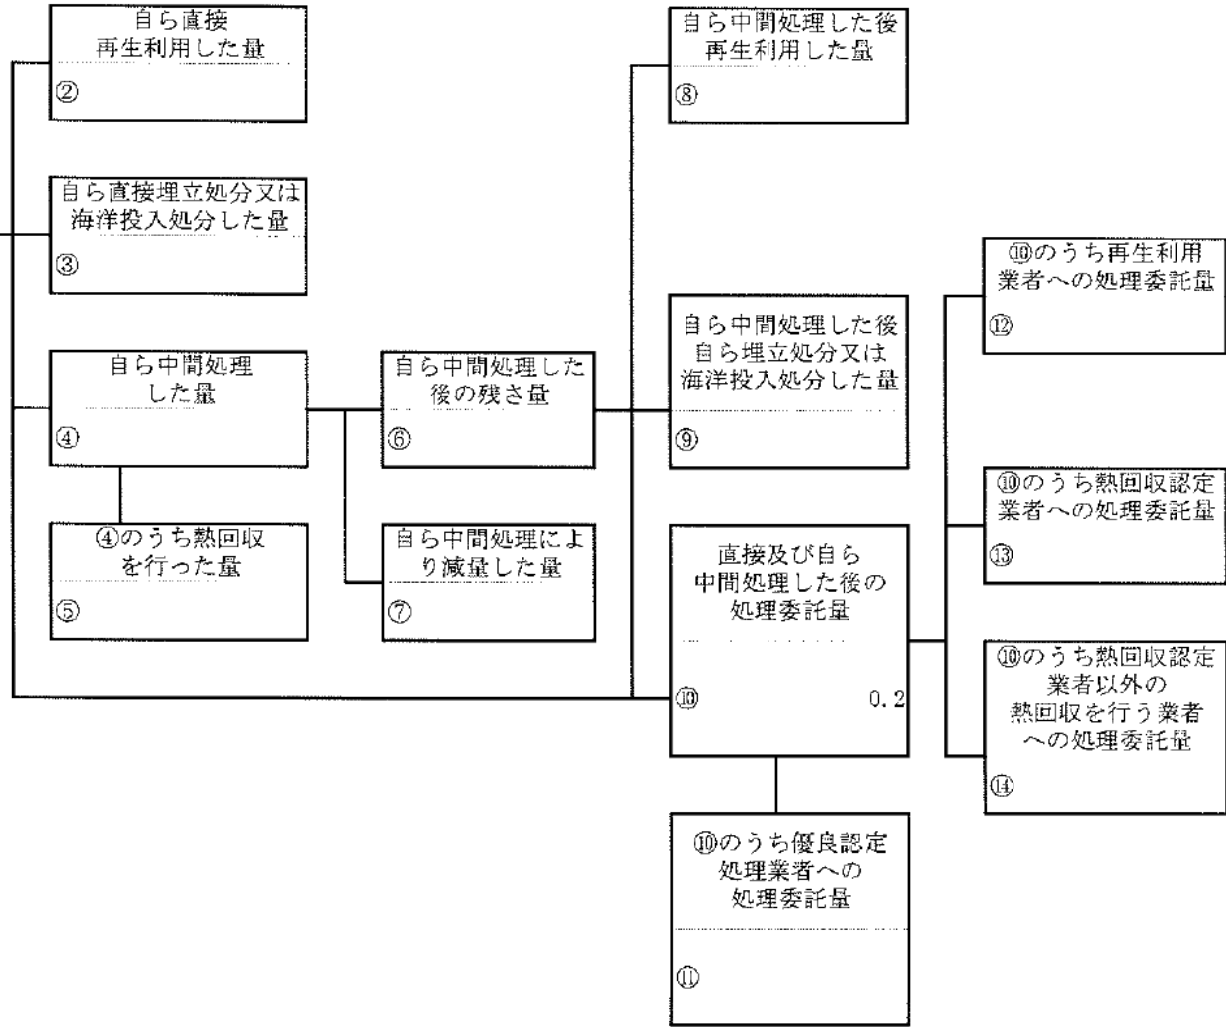 自ら直接
再生利用した量
②
自ら直接埋立処分又は
海洋投入処分した量
③
自ら中間処理
した量
④
④のうち熱回収
を行った量
⑤
自ら中間処理した
後の残さ量
⑥
自ら中間処理によ
り減量した量
⑦
自ら中間処理した後
再生利用した量
⑧
自ら中間処理した後
自ら埋立処分又は
海洋投入処分した量
⑨
直接及び自ら
中間処理した後の
処理委託量
⑩ 0.2
⑩のうち優良認定
処理業者への
処理委託量
⑪
⑩のうち再生利用
業者への処理委託量
⑫
⑩のうち熱回収認定
業者への処理委託量
⑬
⑩のうち熱回収認定
業者以外の
熱回収を行う業者
への処理委託量
⑭